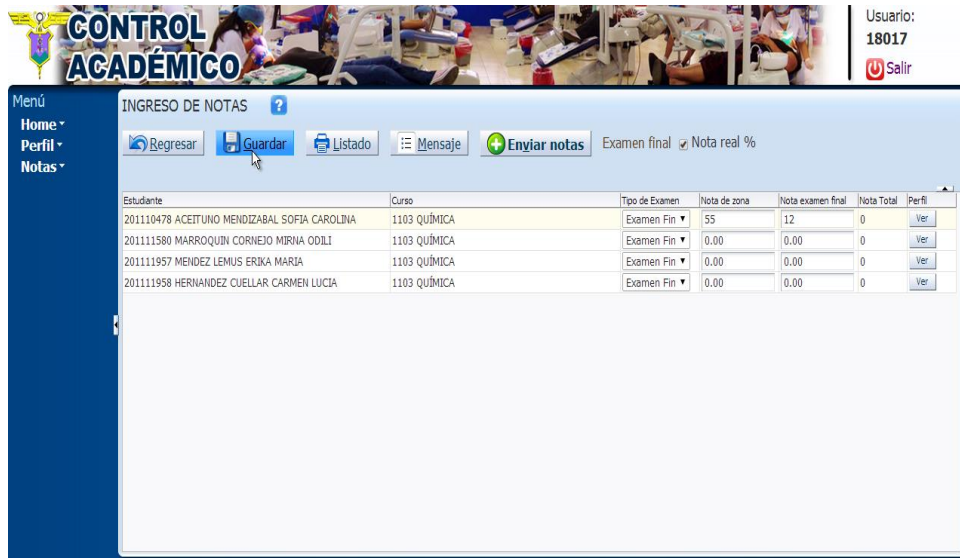 CONTROL
ACADÉMICO
Usuario:
18017
Salir
Menú
Home
Perfil
Notas
INGRESO DE NOTAS ?
Regresar Guardar Listado Mensaje Enviar notas Examen final Nota real %
Estudiante Curso Tipo de Examen Nota de zona Nota examen final Nota Total Perfil
201110478 ACEITUNO MENDIZABAL SOFIA CAROLINA 1103 QUÍMICA Examen Fin 55 12 0 Ver
201111580 MARROQUIN CORNEJO MIRNA ODILI 1103 QUÍMICA Examen Fin 0.00 0.00 0 Ver
201111957 MENDEZ LEMUS ERIKA MARIA 1103 QUÍMICA Examen Fin 0.00 0.00 0 Ver
201111958 HERNANDEZ CUELLAR CARMEN LUCIA 1103 QUÍMICA Examen Fin 0.00 0.00 0 Ver